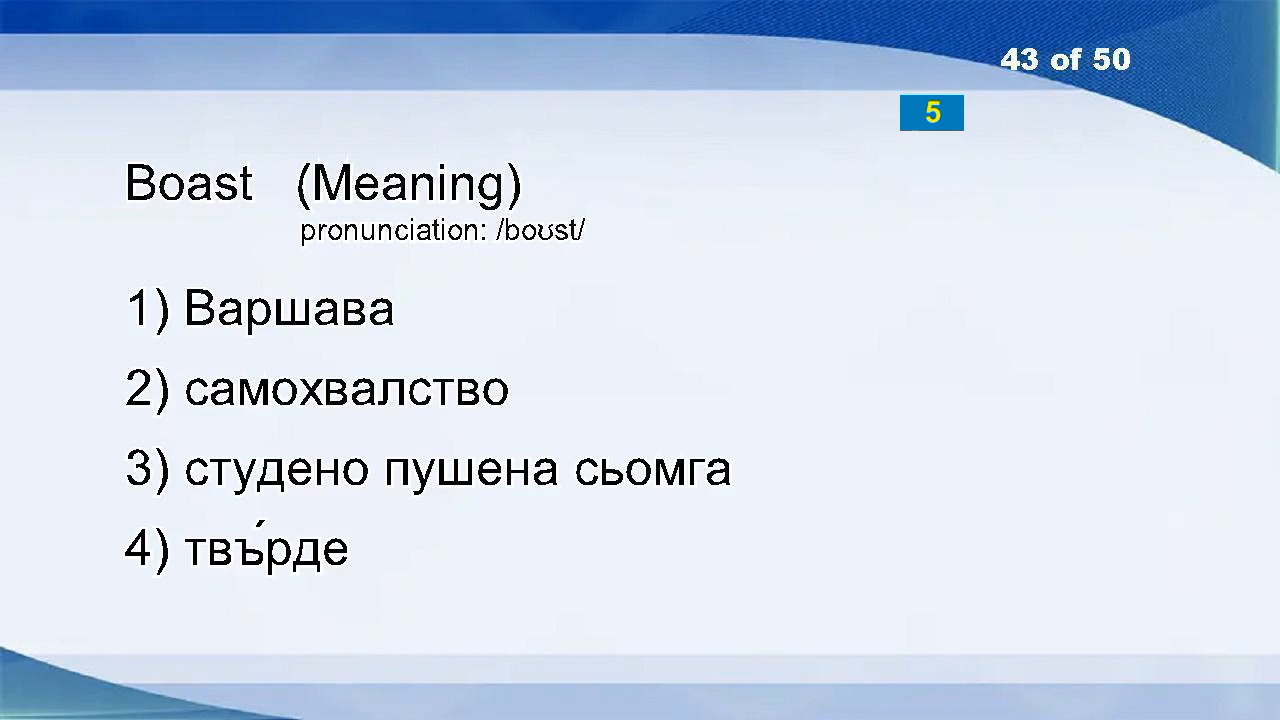 43 of 50
5
Boast (Meaning)
pronunciation: /boʊst/
1) Варшава
2) самохвалство
3) студено пушена сьомга
4) твъ́рде